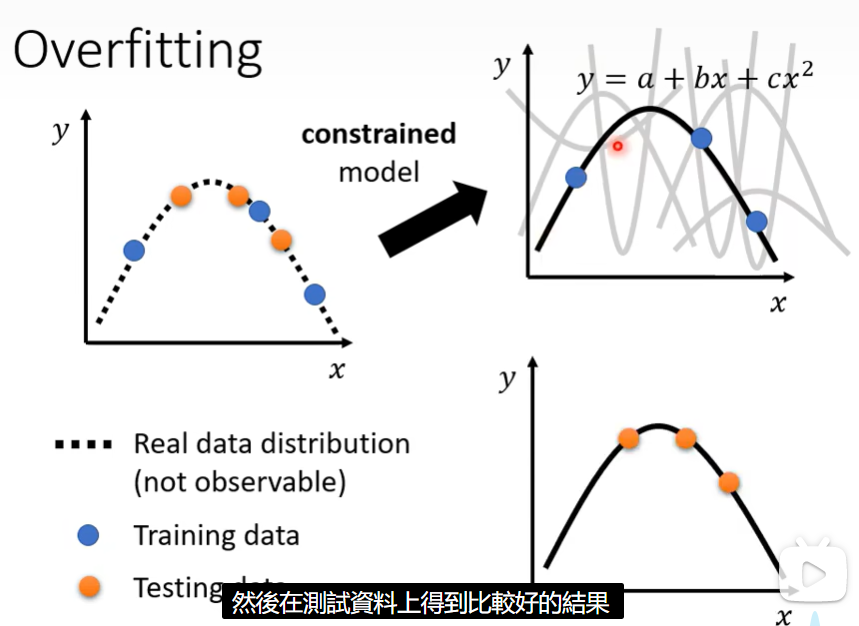 Overfitting
y
x
constrained
model
y
y = a + bx + cx²
x
y
x
Real data distribution
(not observable)
Training data
Testing
然後在測試資料上得到比較好的結果